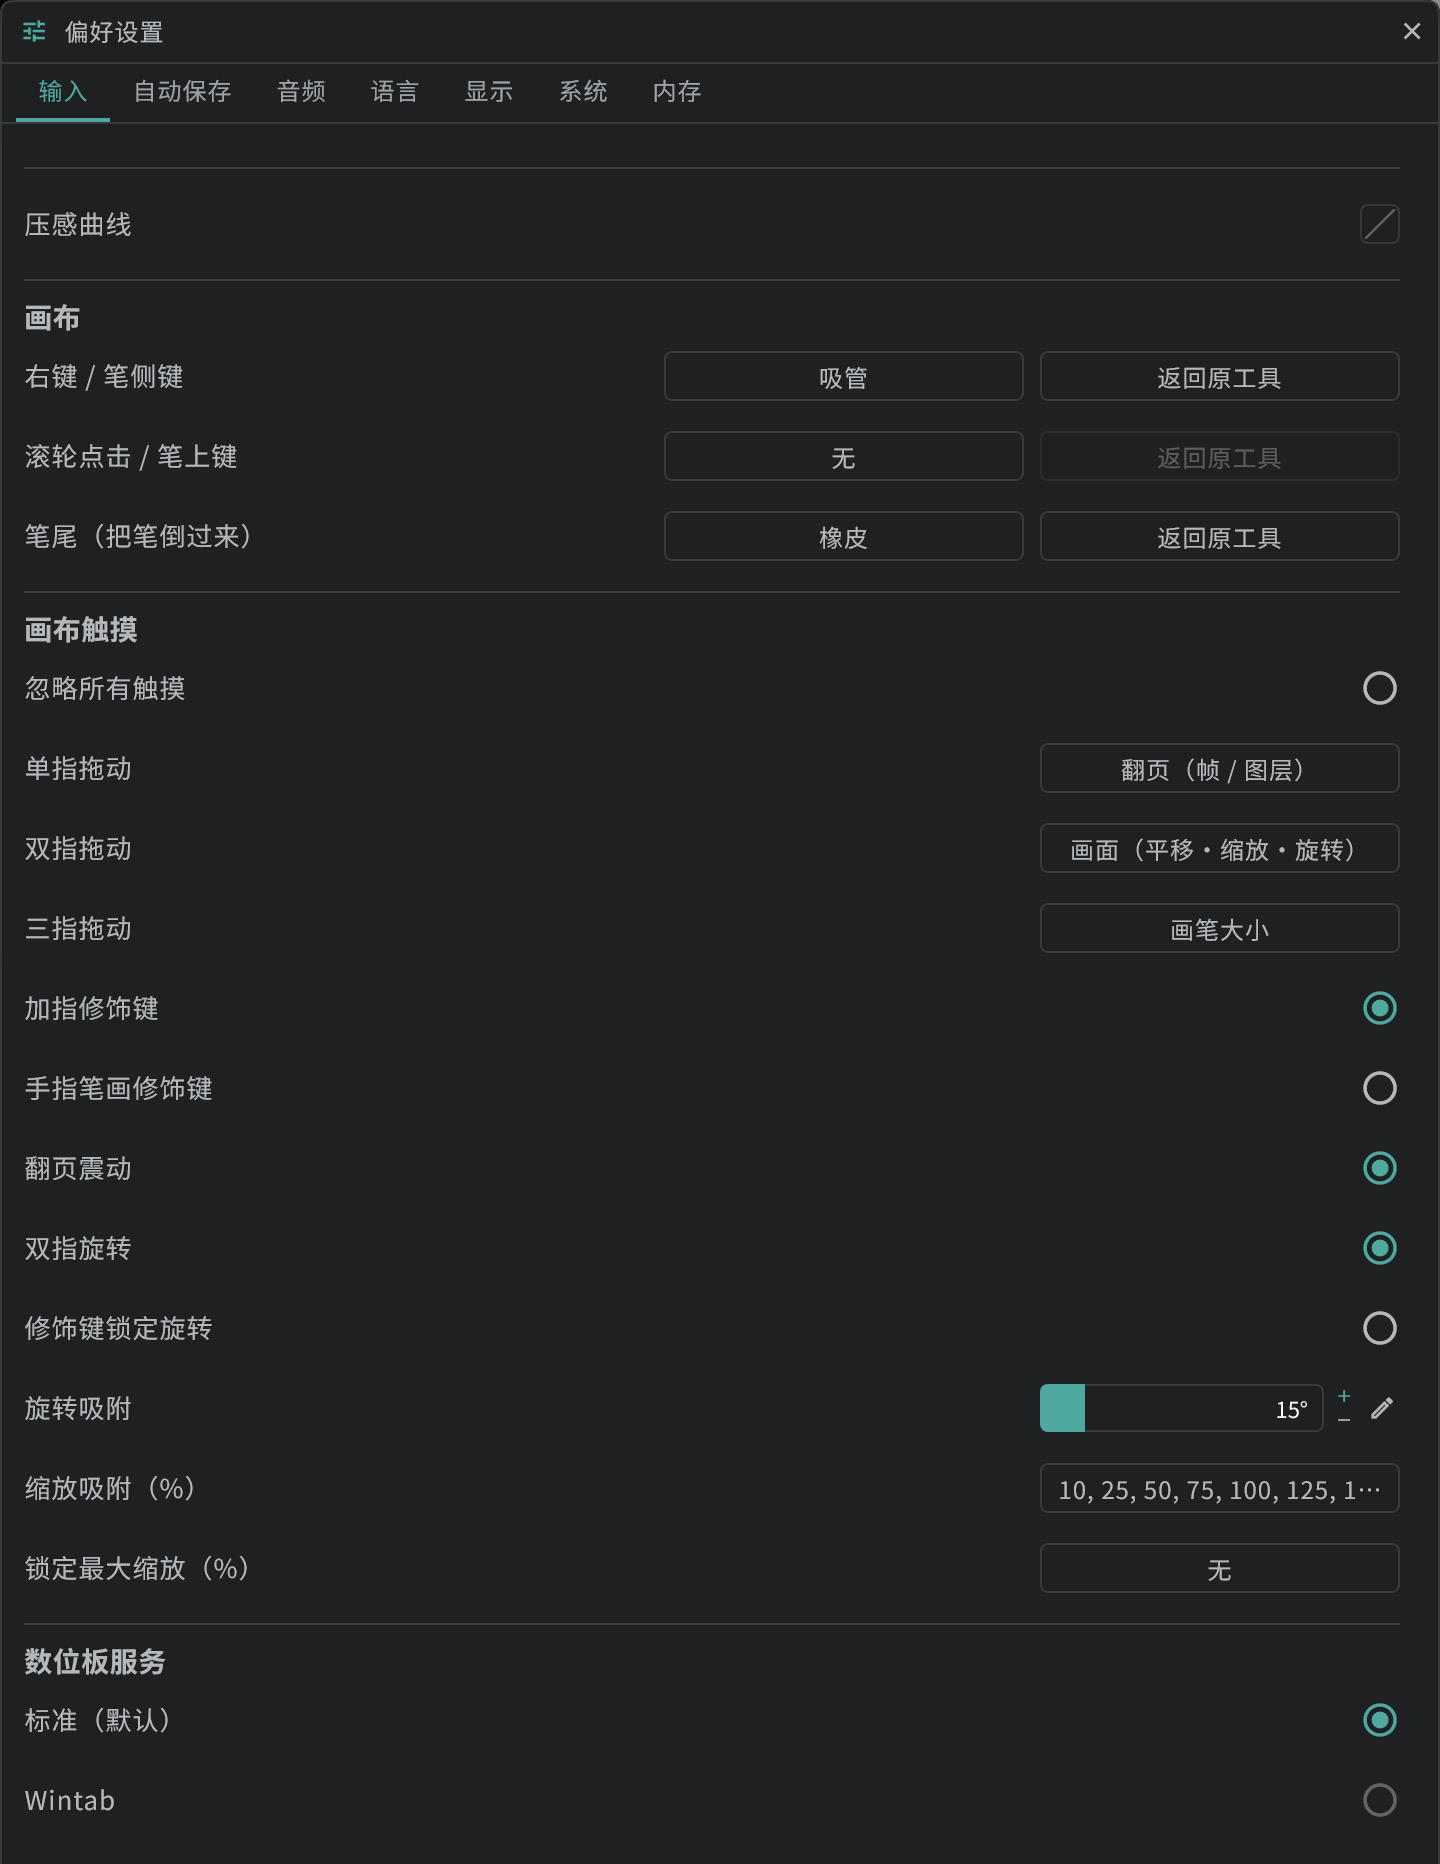 偏好设置
输入 自动保存 音频 语言 显示 系统 内存
压感曲线
画布
右键 / 笔侧键 吸管 返回原工具
滚轮点击 / 笔上键 无 返回原工具
笔尾（把笔倒过来） 橡皮 返回原工具
画布触摸
忽略所有触摸
单指拖动 翻页（帧 / 图层）
双指拖动 画面（平移・缩放・旋转）
三指拖动 画笔大小
加指修饰键
手指笔画修饰键
翻页震动
双指旋转
修饰键锁定旋转
旋转吸附 15°
缩放吸附（%） 10, 25, 50, 75, 100, 125, 1…
锁定最大缩放（%） 无
数位板服务
标准（默认）
Wintab